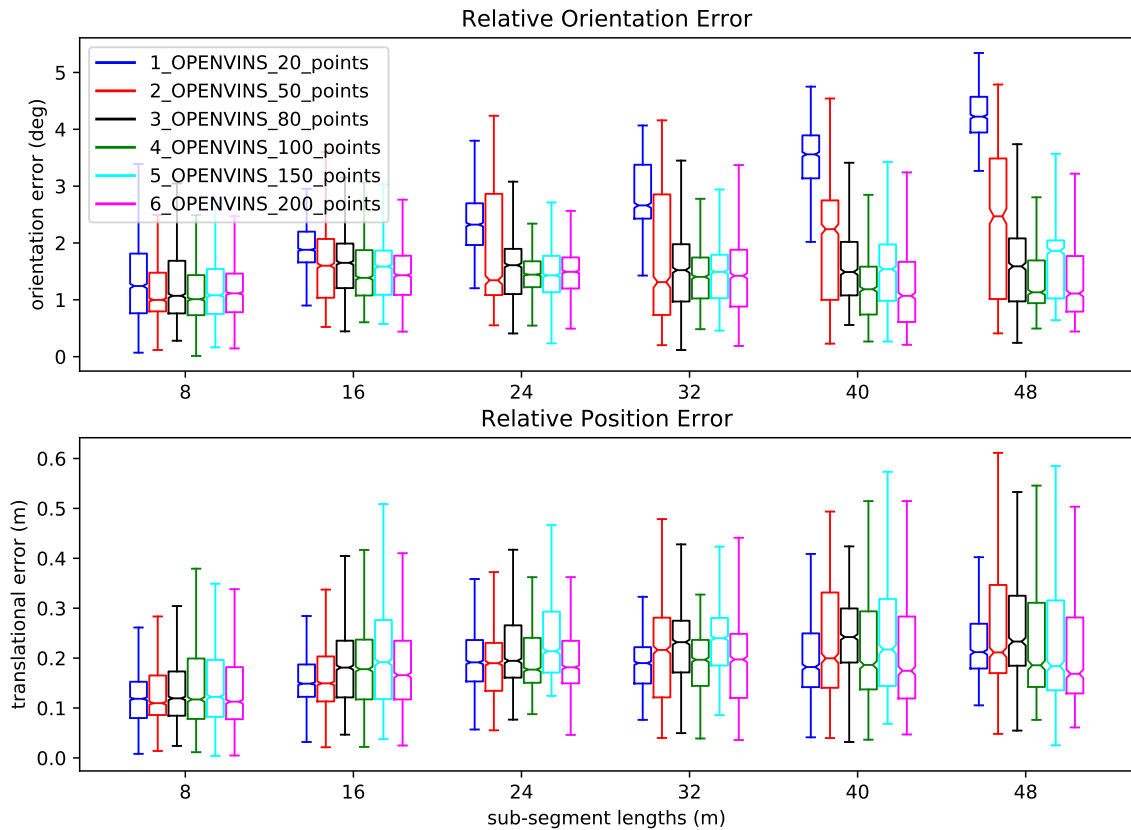 Relative Orientation Error
orientation error (deg)
5
4
3
2
1
0
1_OPENVINS_20_points
2_OPENVINS_50_points
3_OPENVINS_80_points
4_OPENVINS_100_points
5_OPENVINS_150_points
6_OPENVINS_200_points
8 16 24 32 40 48
Relative Position Error
translational error (m)
0.6
0.5
0.4
0.3
0.2
0.1
0.0
8 16 24 32 40 48
sub-segment lengths (m)